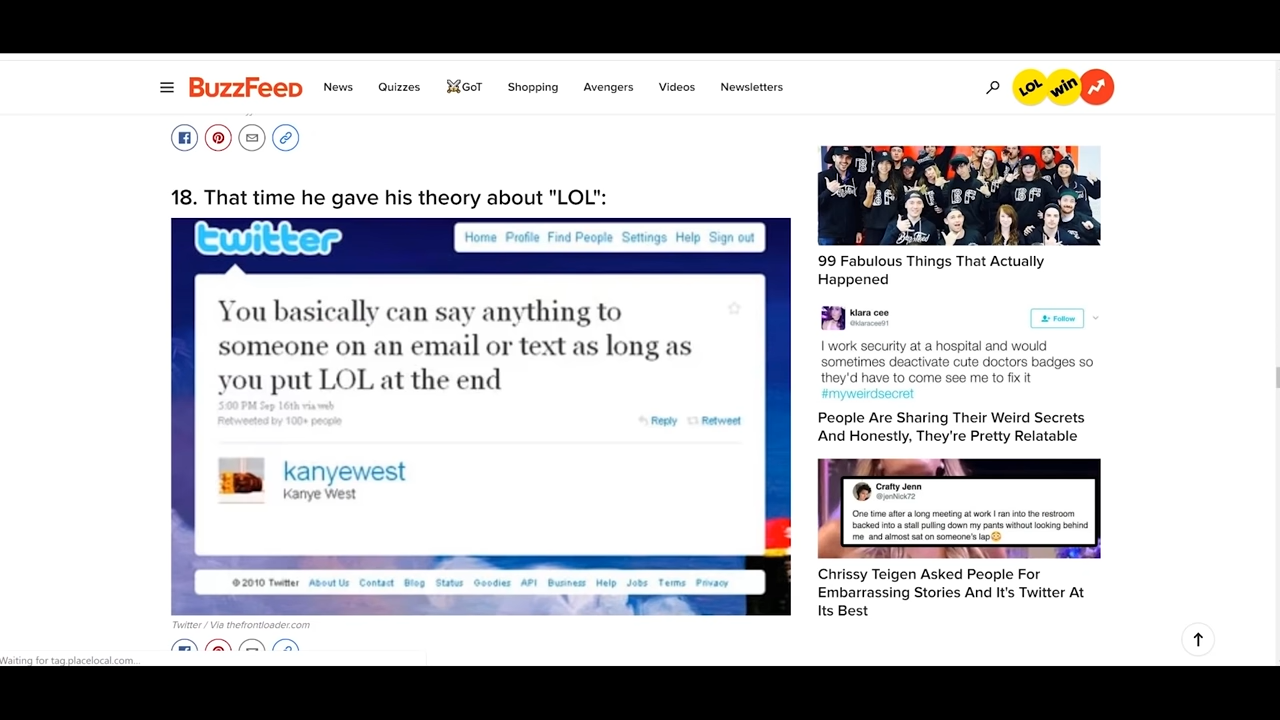 BuzzFeed
News
Quizzes
GoT
Shopping
Avengers
Videos
Newsletters
LOL
win
18. That time he gave his theory about "LOL":
twitter
Home Profile Find People Settings Help Sign out
You basically can say anything to
someone on an email or text as long as
you put LOL at the end
5:00 PM Sep 16th via web
Retweeted by 100+ people
Reply Retweet
kanyewest
Kanye West
© 2010 Twitter About Us Contact Blog Status Goodies API Business Help Jobs Terms Privacy
Twitter / Via thefrontloader.com
BF
BF
99 Fabulous Things That Actually
Happened
klara cee
@klaracee91
Follow
I work security at a hospital and would
sometimes deactivate cute doctors badges so
they'd have to come see me to fix it
#myweirdsecret
People Are Sharing Their Weird Secrets
And Honestly, They're Pretty Relatable
Crafty Jenn
@jenNick72
One time after a long meeting at work I ran into the restroom
backed into a stall pulling down my pants without looking behind
me and almost sat on someone's lap
Chrissy Teigen Asked People For
Embarrassing Stories And It's Twitter At
Its Best
Waiting for tag.placelocal.com...